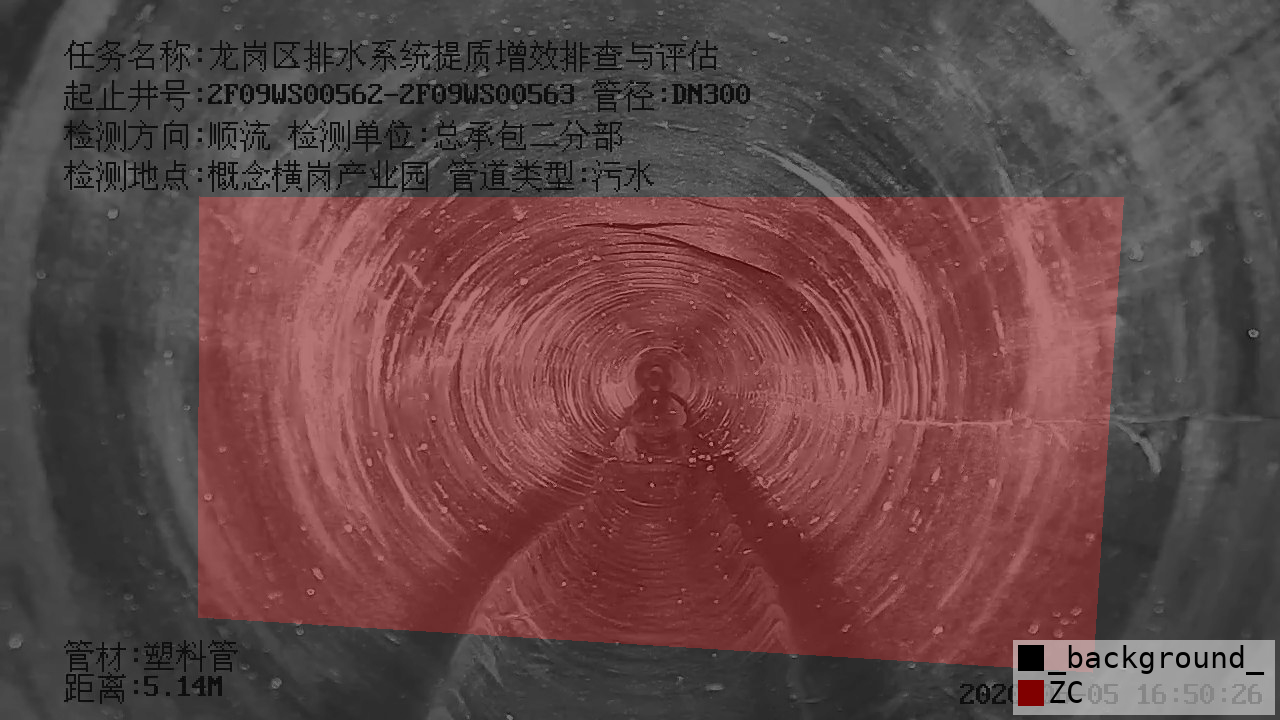 任务名称:龙岗区排水系统提质增效排查与评估
起止井号:2F09WS00562-2F09WS00563 管径:DN300
检测方向:顺流 检测单位:总承包二分部
检测地点:概念横岗产业园 管道类型:污水
管材:塑料管
距离:5.14M
_background_
ZC
202 05 16:50:26